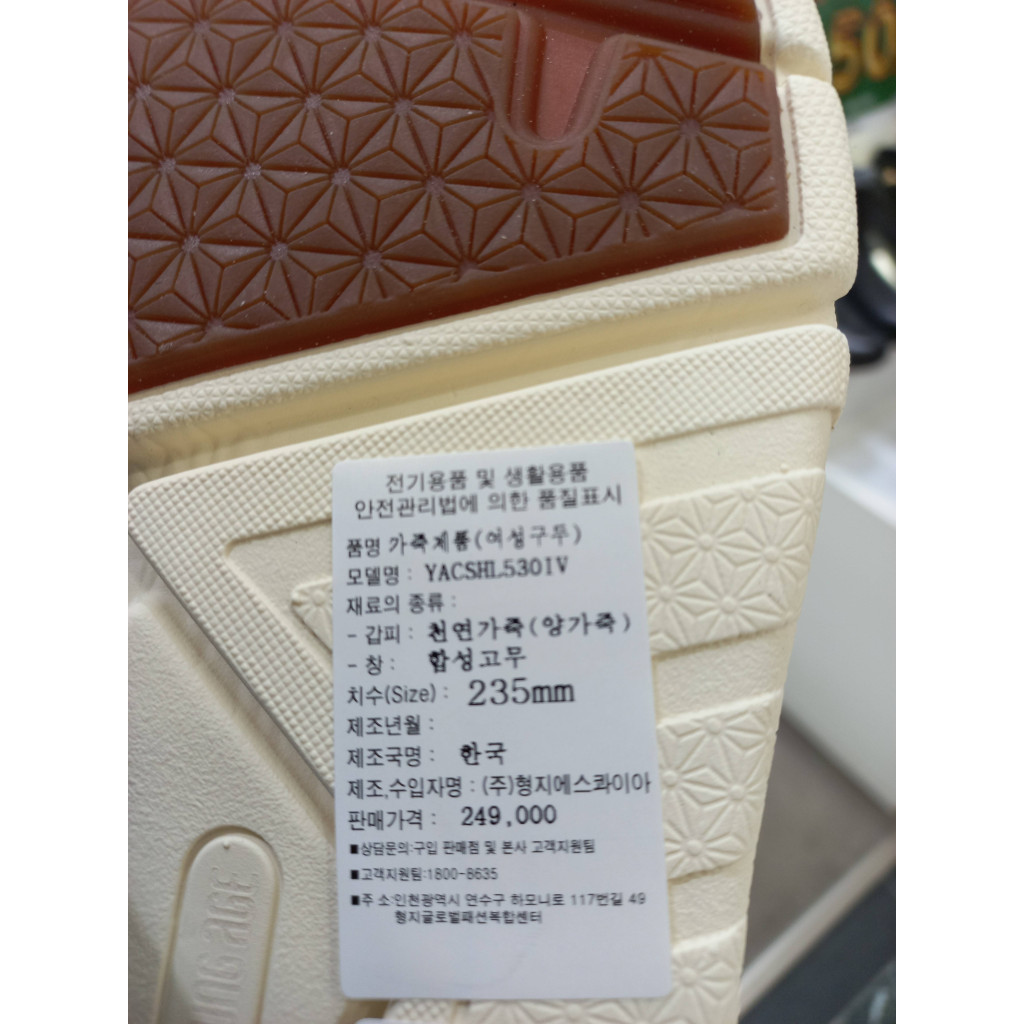 50
전기용품 및 생활용품
안전관리법에 의한 품질표시
품명 가죽제품(여성구두)
모델명 : YACSHL5301V
재료의 종류 :
- 갑피 : 천연가죽(양가죽)
- 창 : 합성고무
치수(Size) : 235mm
제조년월 :
제조국명 : 한국
제조,수입자명 : (주)형지에스콰이아
판매가격 : 249,000
■상담문의:구입 판매점 및 본사 고객지원팀
■고객지원팀:1800-8635
■주 소:인천광역시 연수구 하모니로 117번길 49
형지글로벌패션복합센터